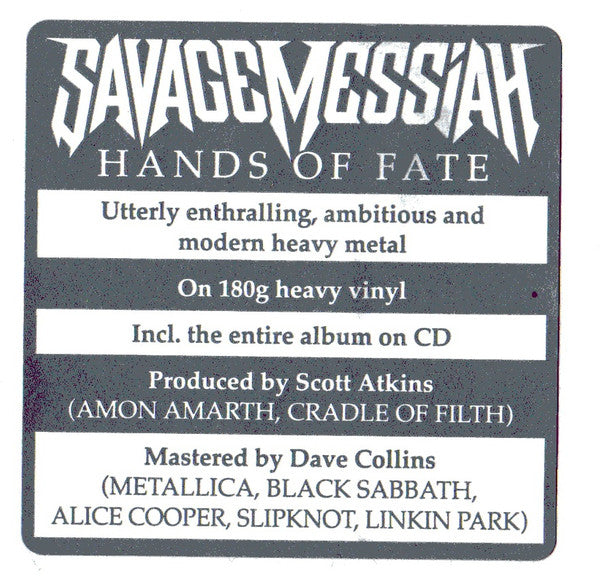 SAVAGE MESSiAH
HANDS OF FATE
Utterly enthralling, ambitious and
modern heavy metal
On 180g heavy vinyl
Incl. the entire album on CD
Produced by Scott Atkins
(AMON AMARTH, CRADLE OF FILTH)
Mastered by Dave Collins
(METALLICA, BLACK SABBATH,
ALICE COOPER, SLIPKNOT, LINKIN PARK)